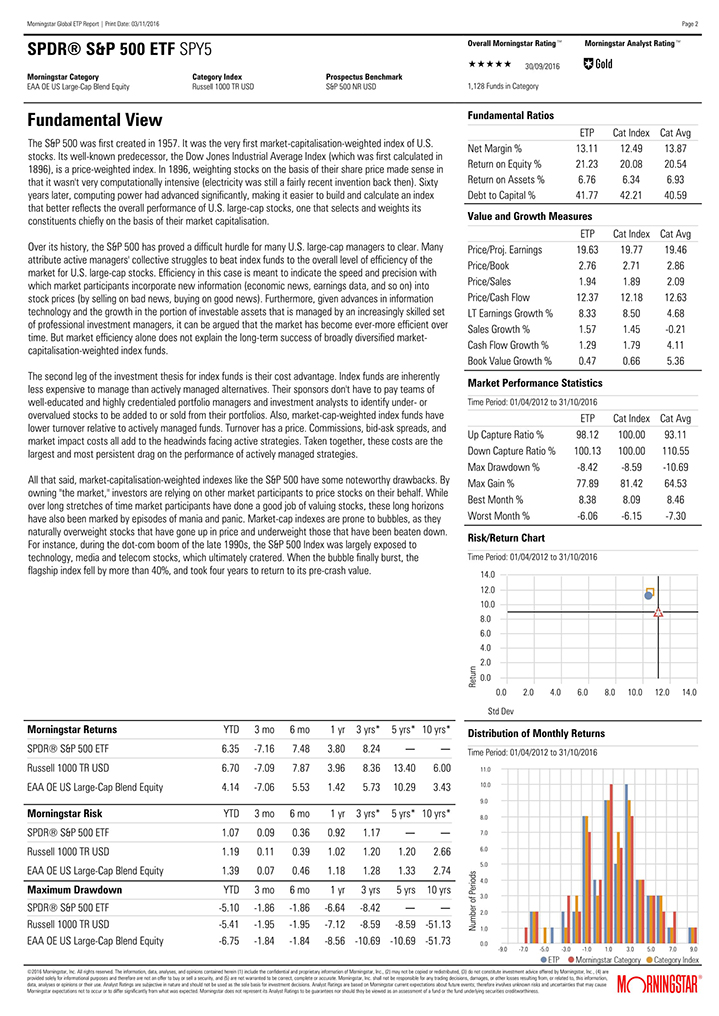 Morningstar Global ETP Report | Print Date: 03/11/2016
Page 2
SPDR® S&P 500 ETF SPY5
Overall Morningstar Rating™
Morningstar Analyst Rating™
★★★★★ 30/09/2016
Gold
Morningstar Category
Category Index
Prospectus Benchmark
EAA OE US Large-Cap Blend Equity
Russell 1000 TR USD
S&P 500 NR USD
1,128 Funds in Category
Fundamental View
The S&P 500 was first created in 1957. It was the very first market-capitalisation-weighted index of U.S.
stocks. Its well-known predecessor, the Dow Jones Industrial Average Index (which was first calculated in
1896), is a price-weighted index. In 1896, weighting stocks on the basis of their share price made sense in
that it wasn't very computationally intensive (electricity was still a fairly recent invention back then). Sixty
years later, computing power had advanced significantly, making it easier to build and calculate an index
that better reflects the overall performance of U.S. large-cap stocks, one that selects and weights its
constituents chiefly on the basis of their market capitalisation.
Over its history, the S&P 500 has proved a difficult hurdle for many U.S. large-cap managers to clear. Many
attribute active managers' collective struggles to beat index funds to the overall level of efficiency of the
market for U.S. large-cap stocks. Efficiency in this case is meant to indicate the speed and precision with
which market participants incorporate new information (economic news, earnings data, and so on) into
stock prices (by selling on bad news, buying on good news). Furthermore, given advances in information
technology and the growth in the portion of investable assets that is managed by an increasingly skilled set
of professional investment managers, it can be argued that the market has become ever-more efficient over
time. But market efficiency alone does not explain the long-term success of broadly diversified market-
capitalisation-weighted index funds.
The second leg of the investment thesis for index funds is their cost advantage. Index funds are inherently
less expensive to manage than actively managed alternatives. Their sponsors don't have to pay teams of
well-educated and highly credentialed portfolio managers and investment analysts to identify under- or
overvalued stocks to be added to or sold from their portfolios. Also, market-cap-weighted index funds have
lower turnover relative to actively managed funds. Turnover has a price. Commissions, bid-ask spreads, and
market impact costs all add to the headwinds facing active strategies. Taken together, these costs are the
largest and most persistent drag on the performance of actively managed strategies.
All that said, market-capitalisation-weighted indexes like the S&P 500 have some noteworthy drawbacks. By
owning "the market," investors are relying on other market participants to price stocks on their behalf. While
over long stretches of time market participants have done a good job of valuing stocks, these long horizons
have also been marked by episodes of mania and panic. Market-cap indexes are prone to bubbles, as they
naturally overweight stocks that have gone up in price and underweight those that have been beaten down.
For instance, during the dot-com boom of the late 1990s, the S&P 500 Index was largely exposed to
technology, media and telecom stocks, which ultimately cratered. When the bubble finally burst, the
flagship index fell by more than 40%, and took four years to return to its pre-crash value.
Fundamental Ratios
ETP Cat Index Cat Avg
Net Margin % 13.11 12.49 13.87
Return on Equity % 21.23 20.08 20.54
Return on Assets % 6.76 6.34 6.93
Debt to Capital % 41.77 42.21 40.59
Value and Growth Measures
ETP Cat Index Cat Avg
Price/Proj. Earnings 19.63 19.77 19.46
Price/Book 2.76 2.71 2.86
Price/Sales 1.94 1.89 2.09
Price/Cash Flow 12.37 12.18 12.63
LT Earnings Growth % 8.33 8.50 4.68
Sales Growth % 1.57 1.45 -0.21
Cash Flow Growth % 1.29 1.79 4.11
Book Value Growth % 0.47 0.66 5.36
Market Performance Statistics
Time Period: 01/04/2012 to 31/10/2016
ETP Cat Index Cat Avg
Up Capture Ratio % 98.12 100.00 93.11
Down Capture Ratio % 100.13 100.00 110.55
Max Drawdown % -8.42 -8.59 -10.69
Max Gain % 77.89 81.42 64.53
Best Month % 8.38 8.09 8.46
Worst Month % -6.06 -6.15 -7.30
Risk/Return Chart
Time Period: 01/04/2012 to 31/10/2016
14.0
12.0
10.0
8.0
6.0
4.0
2.0
0.0
Return
0.0 2.0 4.0 6.0 8.0 10.0 12.0 14.0
Std Dev
Morningstar Returns YTD 3 mo 6 mo 1 yr 3 yrs* 5 yrs* 10 yrs*
SPDR® S&P 500 ETF 6.35 -7.16 7.48 3.80 8.24 — —
Russell 1000 TR USD 6.70 -7.09 7.87 3.96 8.36 13.40 6.00
EAA OE US Large-Cap Blend Equity 4.14 -7.06 5.53 1.42 5.73 10.29 3.43
Morningstar Risk YTD 3 mo 6 mo 1 yr 3 yrs* 5 yrs* 10 yrs*
SPDR® S&P 500 ETF 1.07 0.09 0.36 0.92 1.17 — —
Russell 1000 TR USD 1.19 0.11 0.39 1.02 1.20 1.20 2.66
EAA OE US Large-Cap Blend Equity 1.39 0.07 0.46 1.18 1.28 1.33 2.74
Maximum Drawdown YTD 3 mo 6 mo 1 yr 3 yrs 5 yrs 10 yrs
SPDR® S&P 500 ETF -5.10 -1.86 -1.86 -6.64 -8.42 — —
Russell 1000 TR USD -5.41 -1.95 -1.95 -7.12 -8.59 -8.59 -51.13
EAA OE US Large-Cap Blend Equity -6.75 -1.84 -1.84 -8.56 -10.69 -10.69 -51.73
Distribution of Monthly Returns
Time Period: 01/04/2012 to 31/10/2016
11.0
10.0
9.0
8.0
7.0
6.0
5.0
4.0
3.0
2.0
1.0
0.0
Number of Periods
-9.0 -7.0 -5.0 -3.0 -1.0 1.0 3.0 5.0 7.0 9.0
ETP Morningstar Category Category Index
©2016 Morningstar, Inc. All rights reserved. The information, data, analyses, and opinions contained herein (1) include the confidential and proprietary information of Morningstar, Inc., (2) may not be copied or redistributed, (3) do not constitute investment advice offered by Morningstar, Inc., (4) are
provided solely for informational purposes and therefore are not an offer to buy or sell a security, and (5) are not warranted to be correct, complete, or accurate. Morningstar, Inc. shall not be responsible for any trading decisions, damages, or other losses resulting from, or related to, this information,
data, analyses or opinions or their use. Analyst Ratings are subjective in nature and should not be used as the sole basis for investment decisions. Analyst Ratings are based on Morningstar current expectations about future events; therefore involves unknown risks and uncertainties that may cause
Morningstar expectations not to occur or to differ significantly from what was expected. Morningstar does not represent its Analyst Ratings to be guarantees nor should they be viewed as an assessment of a fund or the fund underlying securities creditworthiness.
MORNINGSTAR®